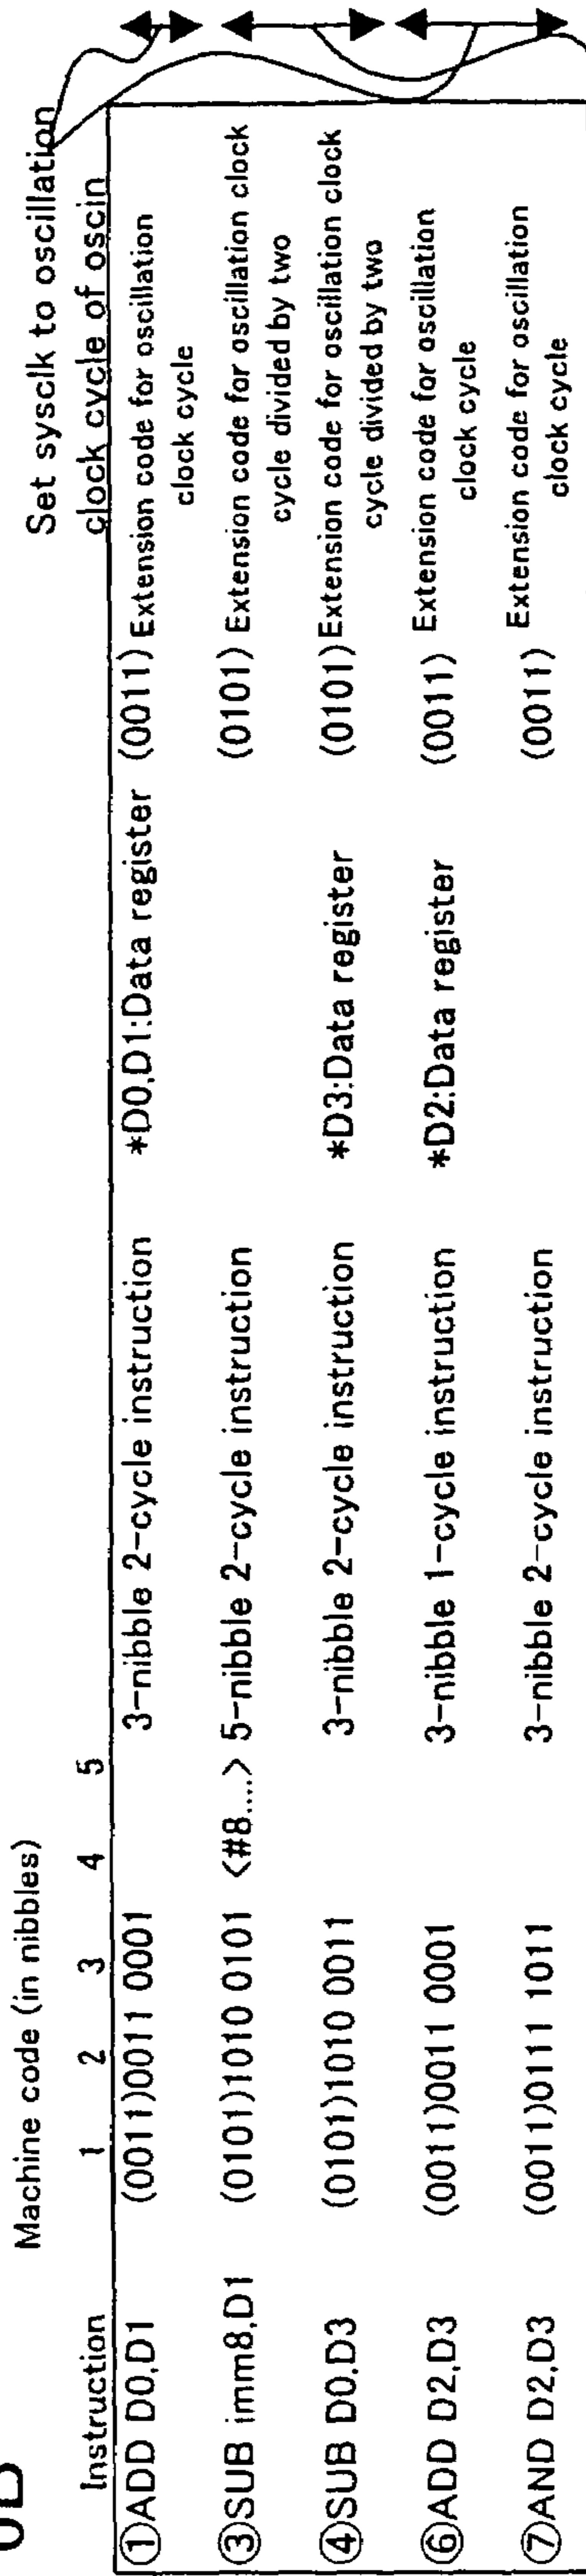 Machine code (in nibbles)
Set sysclk to oscillation
clock cycle of oscin
Instruction 1 2 3 4 5
①ADD D0,D1 (0011)0011 0001 3-nibble 2-cycle instruction *D0,D1:Data register (0011) Extension code for oscillation
clock cycle
③SUB imm8,D1 (0101)1010 0101 <#8....> 5-nibble 2-cycle instruction (0101) Extension code for oscillation clock
cycle divided by two
④SUB D0,D3 (0101)1010 0011 3-nibble 2-cycle instruction *D3:Data register (0101) Extension code for oscillation clock
cycle divided by two
⑥ADD D2,D3 (0011)0011 0001 3-nibble 1-cycle instruction *D2:Data register (0011) Extension code for oscillation
clock cycle
⑦AND D2,D3 (0011)0111 1011 3-nibble 2-cycle instruction (0011) Extension code for oscillation
clock cycle